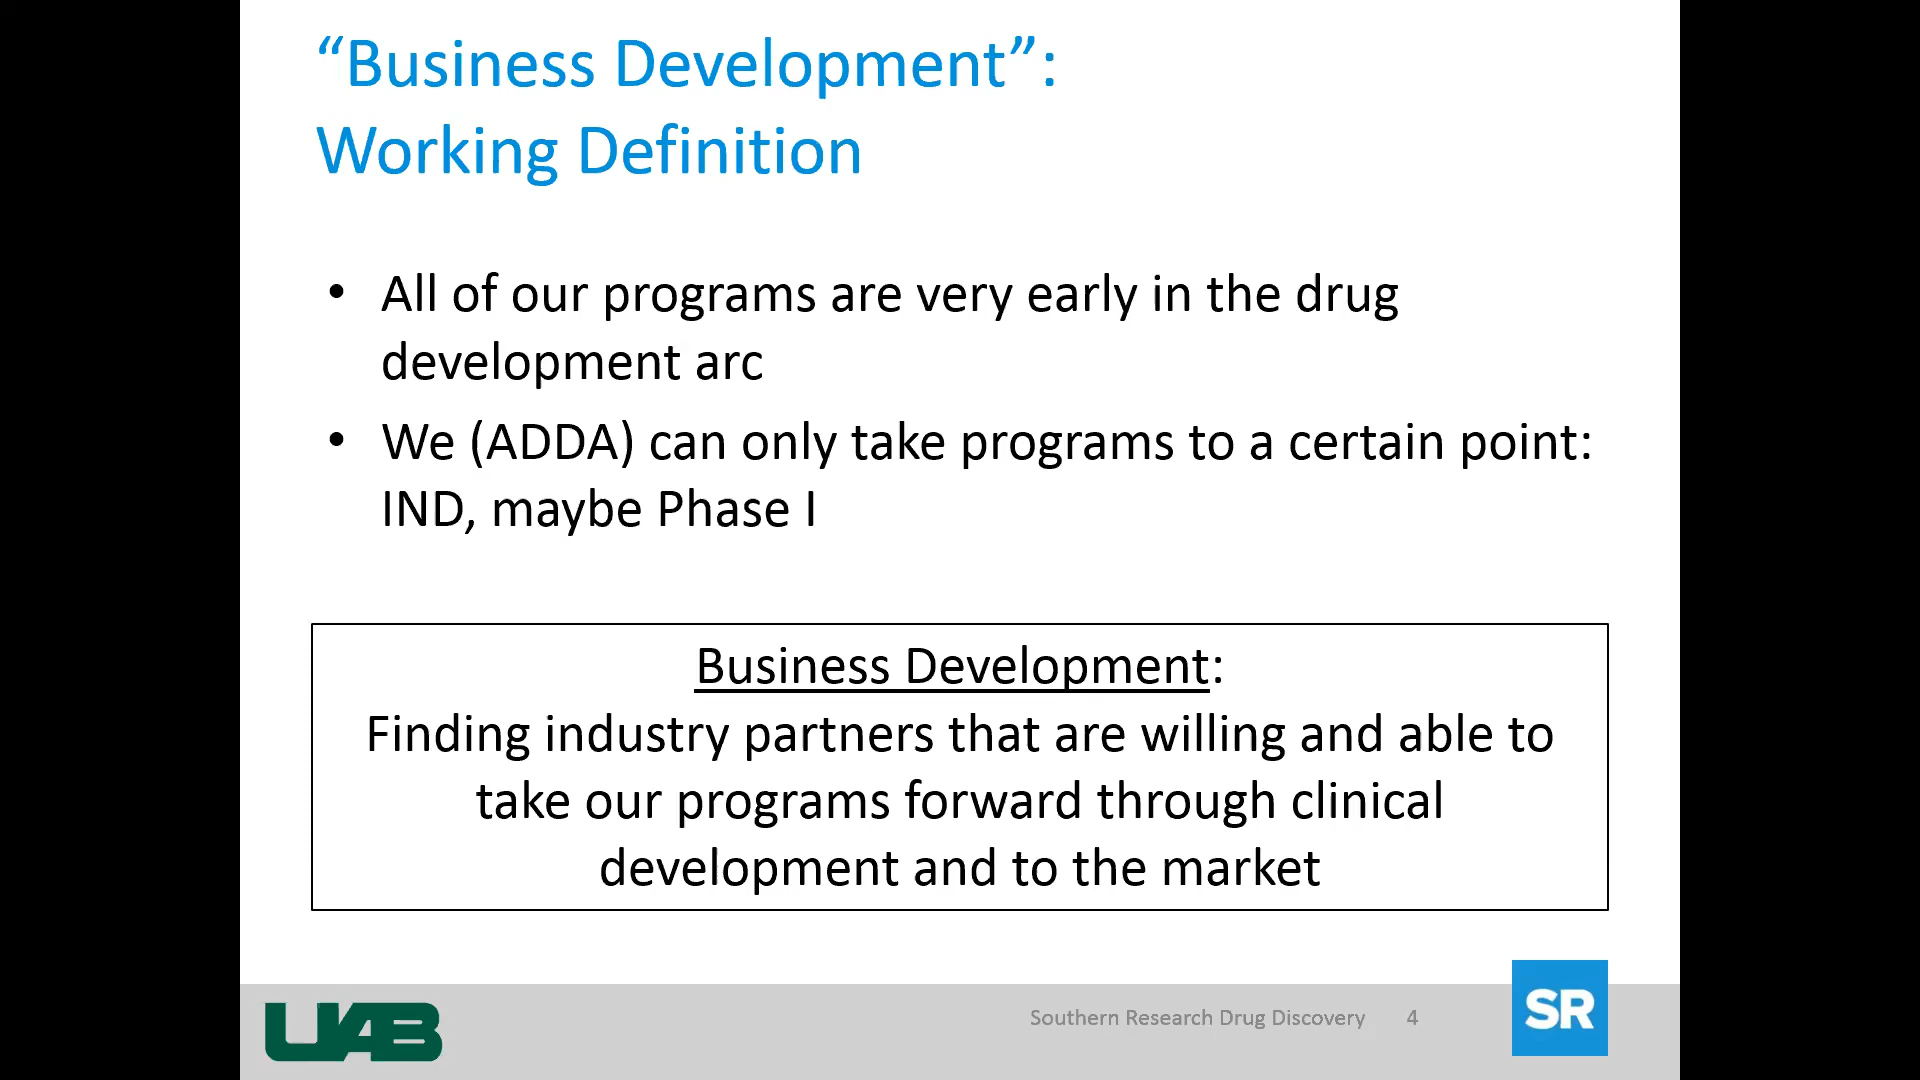 “Business Development”:
Working Definition
• All of our programs are very early in the drug
development arc
• We (ADDA) can only take programs to a certain point:
IND, maybe Phase I
Business Development:
Finding industry partners that are willing and able to
take our programs forward through clinical
development and to the market
UAB
Southern Research Drug Discovery 4
SR